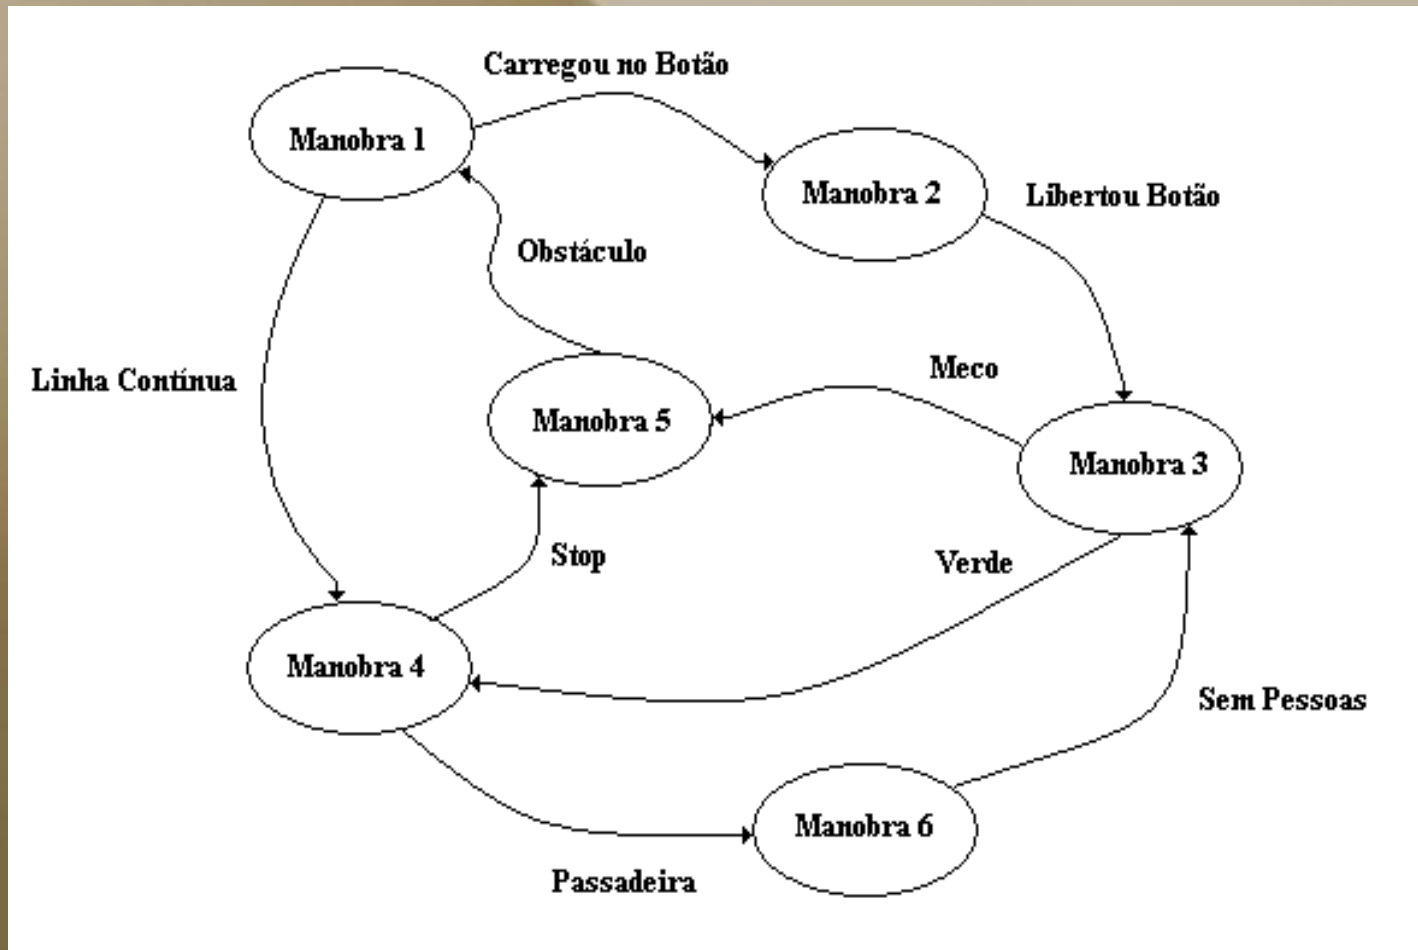 Carregou no Botão
Manobra 1
Manobra 2
Libertou Botão
Obstáculo
Linha Contínua
Meco
Manobra 5
Manobra 3
Stop
Verde
Manobra 4
Sem Pessoas
Manobra 6
Passadeira